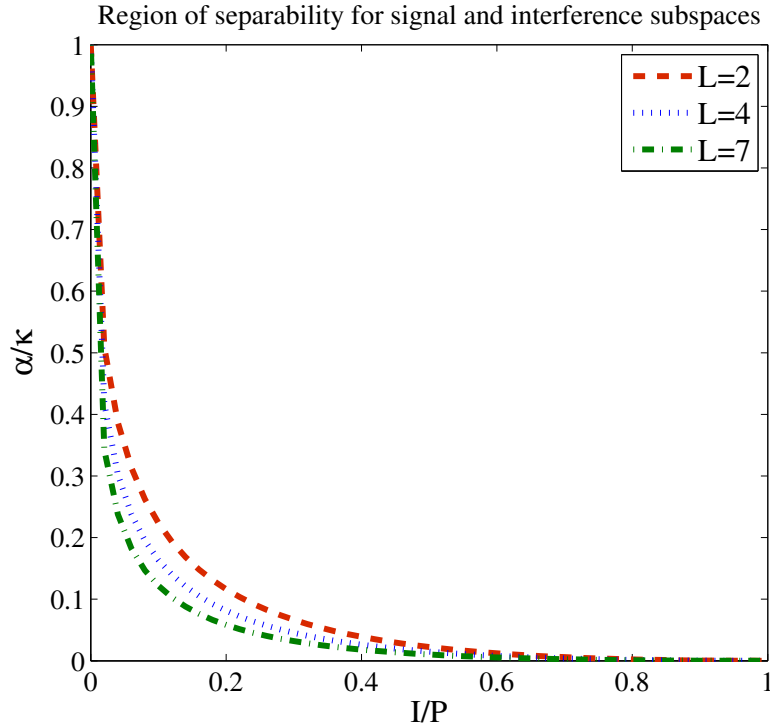 Region of separability for signal and interference subspaces
1
0.9
0.8
0.7
0.6
0.5
0.4
0.3
0.2
0.1
0
α/κ
L=2
L=4
L=7
0
0.2
0.4
0.6
0.8
1
I/P